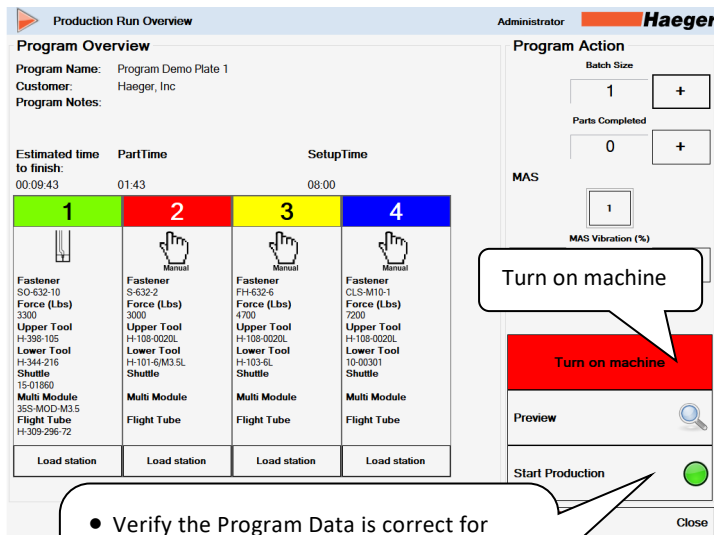 Production Run Overview
Administrator
Haeger
Program Overview
Program Name: Program Demo Plate 1
Customer: Haeger, Inc
Program Notes:
Estimated time to finish:
00:09:43
PartTime
01:43
SetupTime
08:00
1
Fastener
SO-632-10
Force (Lbs)
3300
Upper Tool
H-398-105
Lower Tool
H-344-216
Shuttle
15-01860
Multi Module
35S-MOD-M3.5
Flight Tube
H-309-296-72
Load station
2
Manual
Fastener
S-632-2
Force (Lbs)
3000
Upper Tool
H-108-0020L
Lower Tool
H-101-6/M3.5L
Shuttle
Multi Module
Flight Tube
Load station
3
Manual
Fastener
FH-632-6
Force (Lbs)
4700
Upper Tool
H-108-0020L
Lower Tool
H-103-6L
Shuttle
Multi Module
Flight Tube
Load station
4
Manual
Fastener
CLS-M10-1
Force (Lbs)
7200
Upper Tool
H-108-0020L
Lower Tool
10-00301
Shuttle
Multi Module
Flight Tube
Load station
Program Action
Batch Size
1 +
Parts Completed
0 +
MAS
1
MAS Vibration (%)
Turn on machine
Turn on machine
Preview
Start Production
Close
• Verify the Program Data is correct for